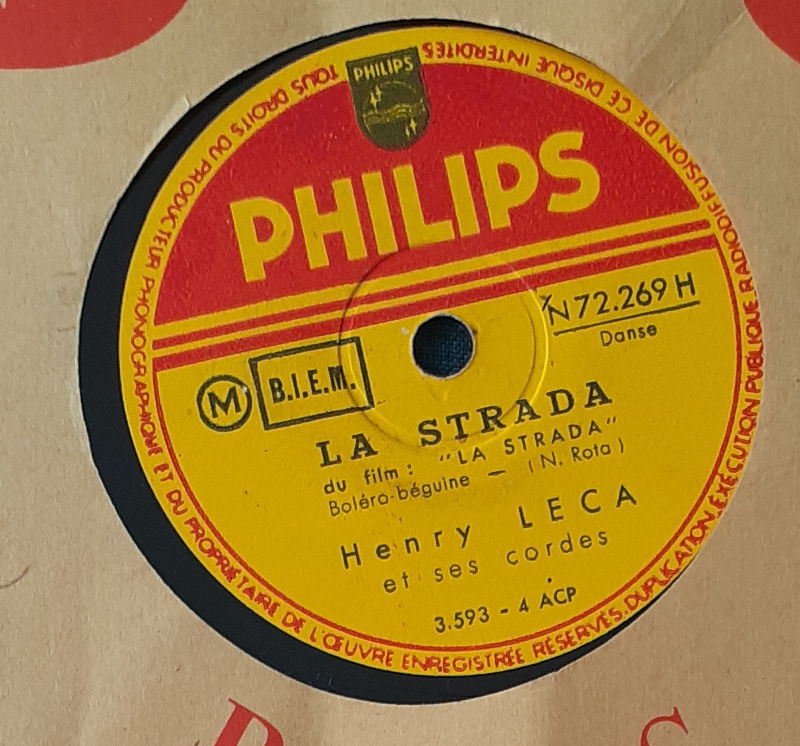 PHILIPS
PHILIPS
N 72.269 H
Danse
M B.I.E.M.
LA STRADA
du film : "LA STRADA"
Boléro-béguine — (N. Rota)
Henry LECA
et ses cordes
3.593 - 4 ACP
TOUS DROITS DU PRODUCTEUR PHONOGRAPHIQUE ET DU PROPRIÉTAIRE DE L'ŒUVRE ENREGISTRÉE RÉSERVÉS. DUPLICATION, EXÉCUTION PUBLIQUE RADIODIFFUSION DE CE DISQUE INTERDITES